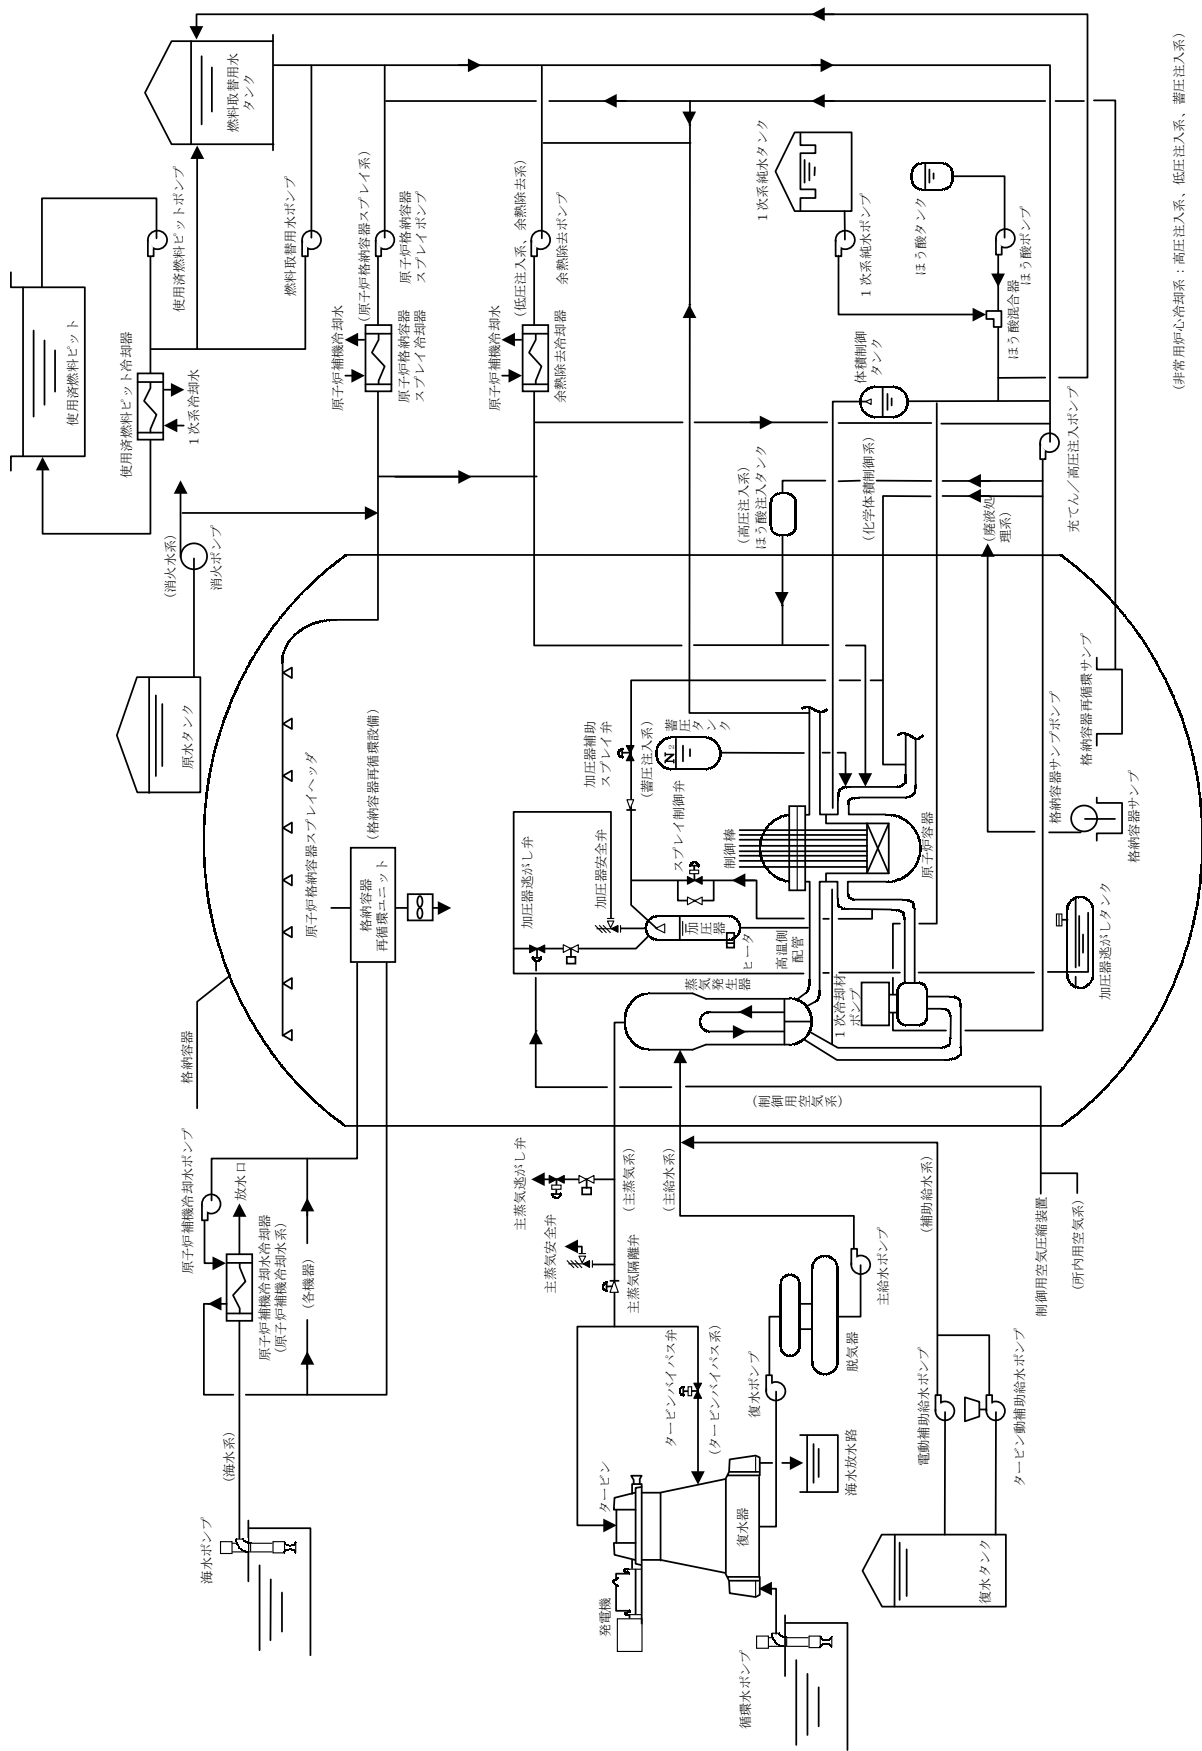 使用済燃料ピット
使用済燃料ピット冷却器
1次系冷却水
使用済燃料ピットポンプ
燃料取替用水
タンク
燃料取替用水ポンプ
原子炉補機冷却水
(原子炉格納容器スプレイ系)
原子炉格納容器
スプレイポンプ
原子炉格納容器
スプレイ冷却器
原子炉補機冷却水
(低圧注入系、余熱除去系)
余熱除去ポンプ
余熱除去冷却器
1次系純水タンク
1次系純水ポンプ
ほう酸タンク
ほう酸ポンプ
ほう酸混合器
体積制御
タンク
充てん/高圧注入ポンプ
(非常用炉心冷却系:高圧注入系、低圧注入系、蓄圧注入系)
(消火水系)
消火ポンプ
原水タンク
(高圧注入系)
ほう酸注入タンク
(化学体積制御系)
(廃液処
理系)
原子炉格納容器スプレイヘッダ
(格納容器再循環設備)
格納容器
再循環ユニット
加圧器補助
スプレイ弁
(蓄圧注入系)
蓄圧
タンク
N2
スプレイ制御弁
加圧器逃がし弁
加圧器安全弁
制御棒
原子炉容器
加圧器
ヒータ
高温側
配管
蒸気発生器
1次冷却材
ポンプ
加圧器逃がしタンク
格納容器サンプポンプ
格納容器サンプ
格納容器再循環サンプ
格納容器
(制御用空気系)
原子炉補機冷却水ポンプ
放水口
原子炉補機冷却水冷却器
(原子炉補機冷却水系)
(各機器)
(海水系)
海水ポンプ
主蒸気逃がし弁
主蒸気安全弁
主蒸気隔離弁
(主蒸気系)
(主給水系)
(補助給水系)
制御用空気圧縮装置
(所内用空気系)
タービンバイパス弁
(タービンバイパス系)
タービン
発電機
復水器
復水ポンプ
脱気器
主給水ポンプ
海水放水路
循環水ポンプ
電動補助給水ポンプ
タービン動補助給水ポンプ
復水タンク